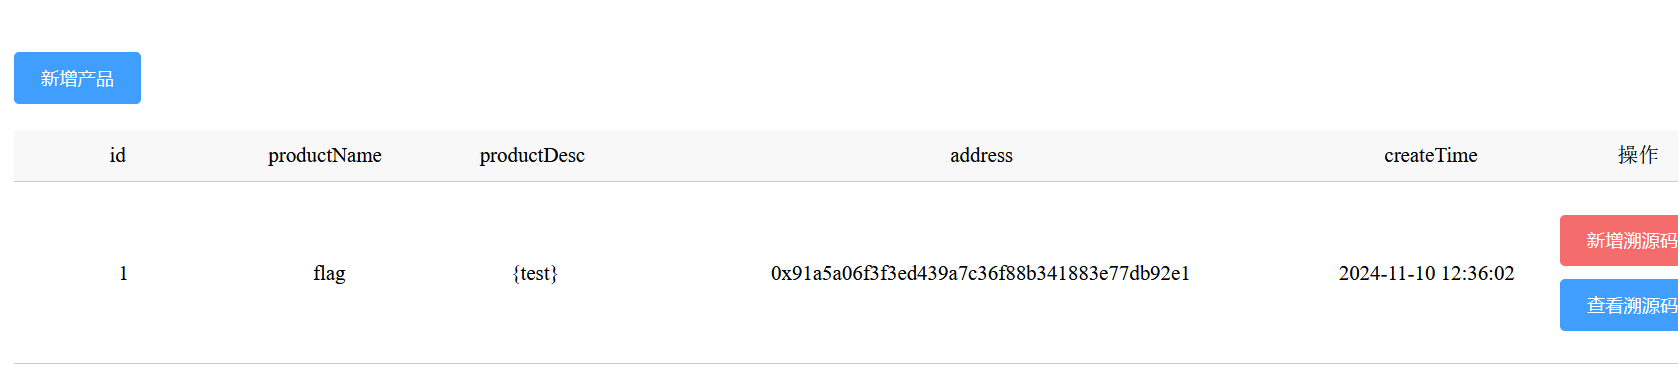 新增产品
id productName productDesc address createTime 操作
新增溯源码
1 flag {test} 0x91a5a06f3f3ed439a7c36f88b341883e77db92e1 2024-11-10 12:36:02
查看溯源码